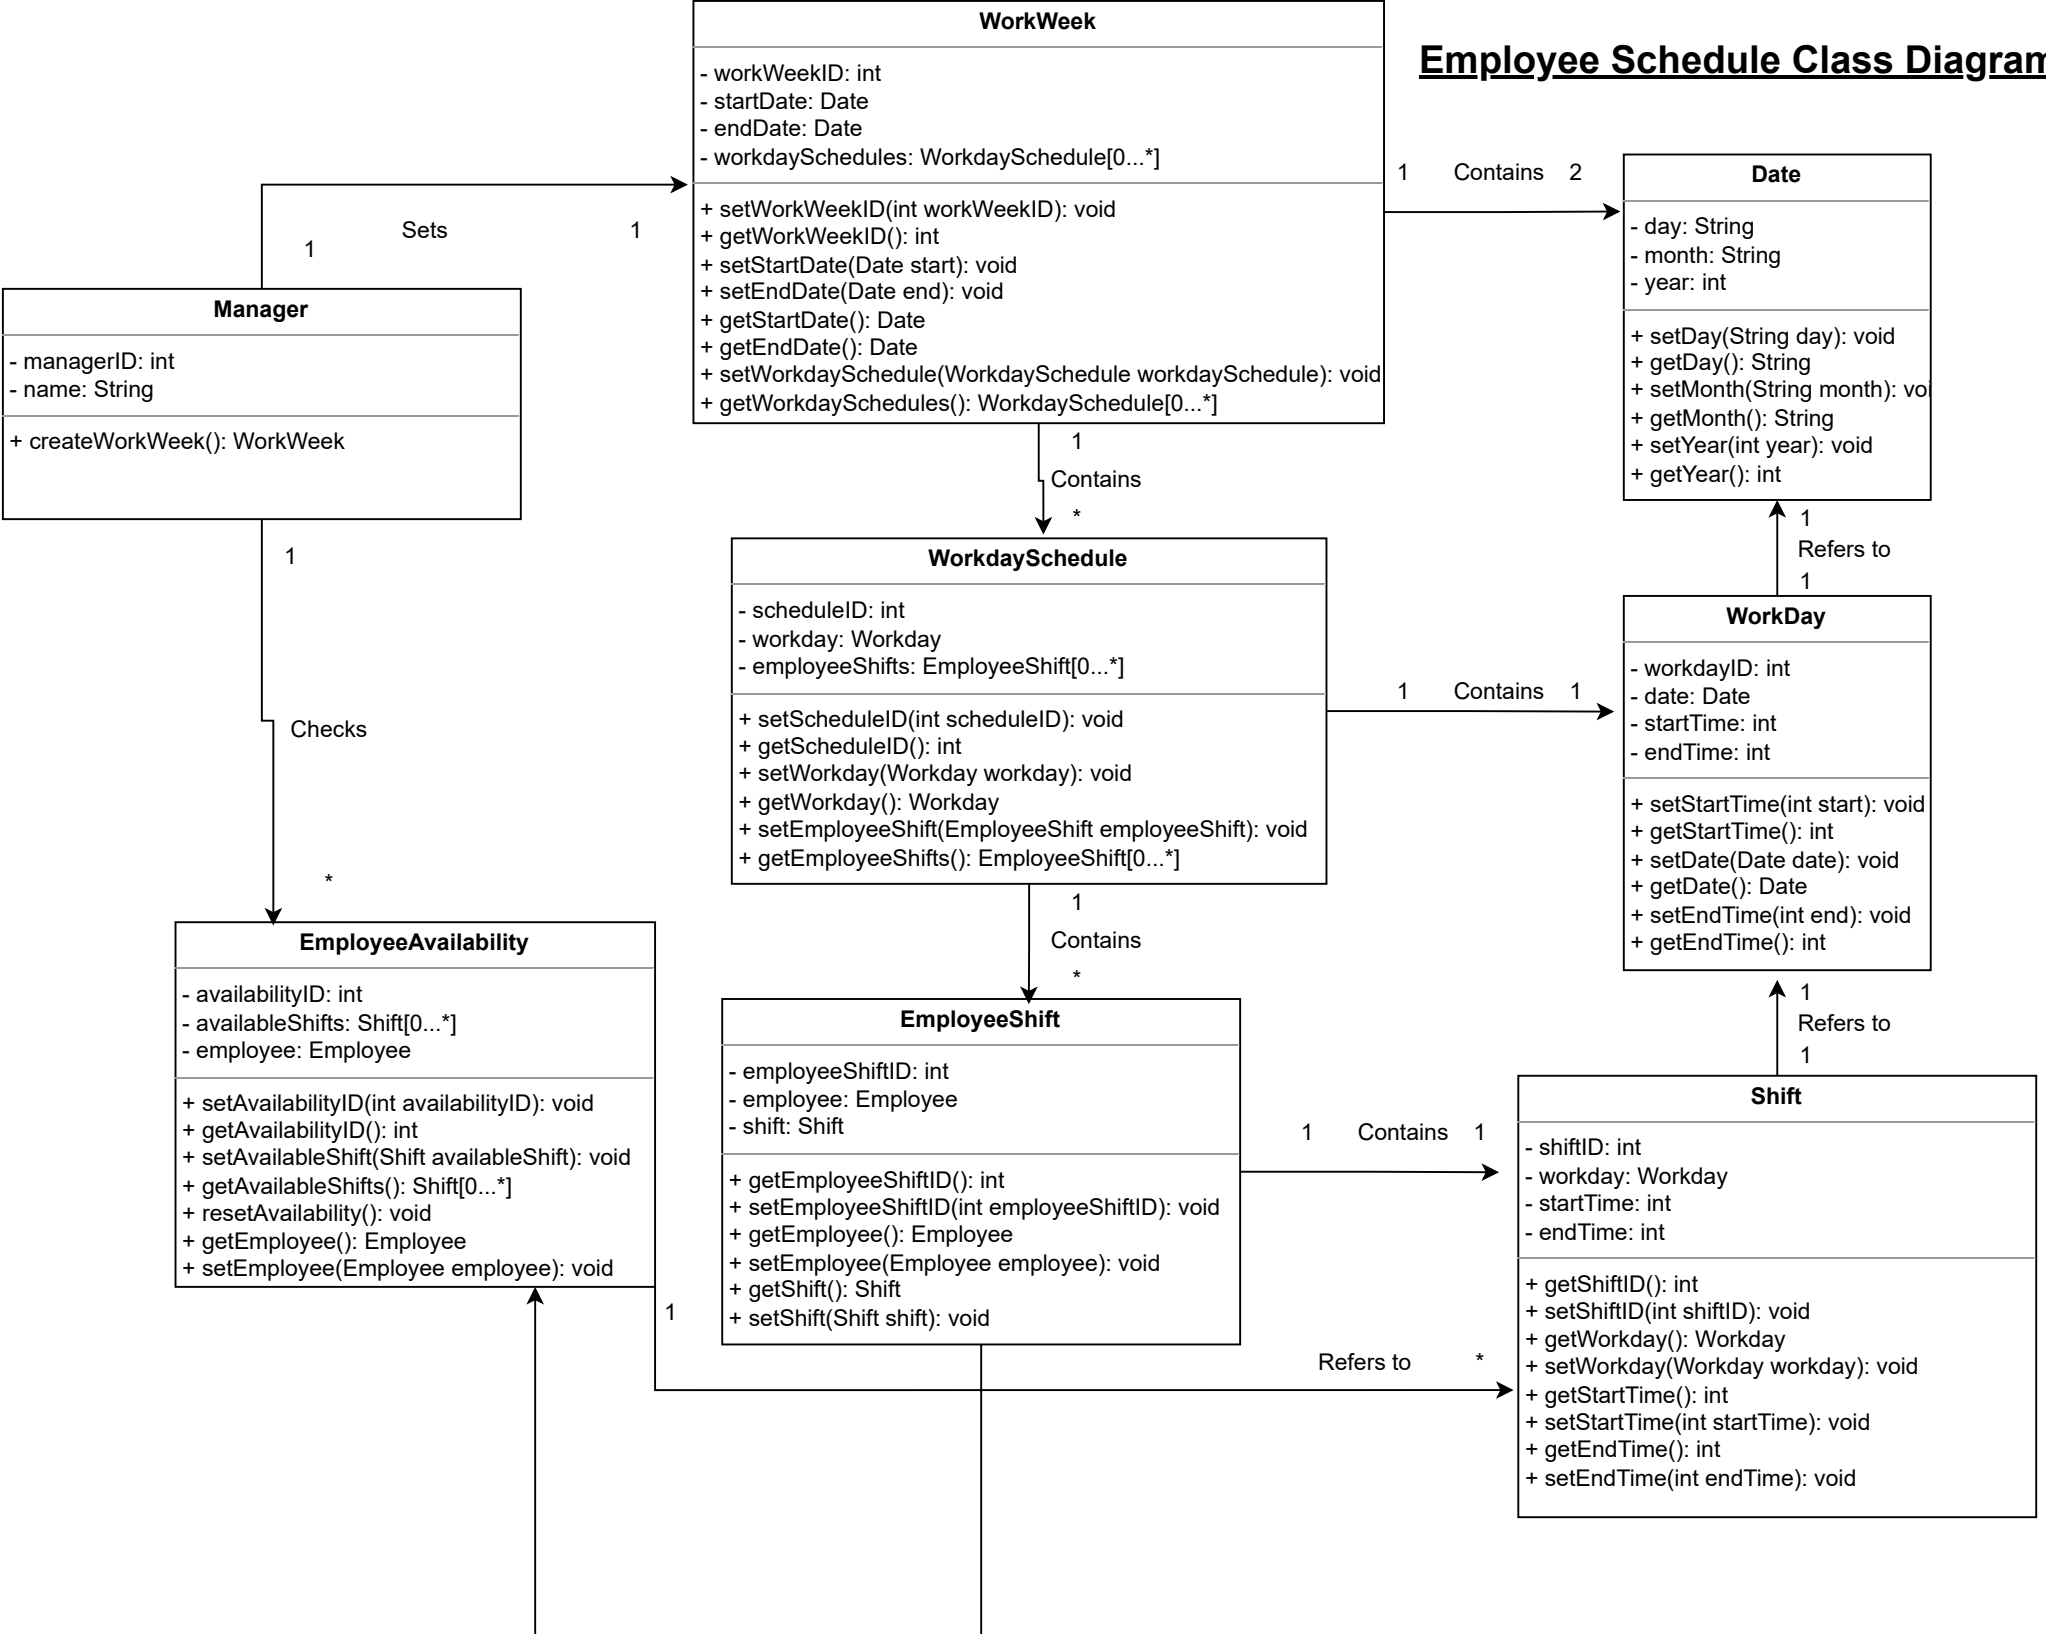 Employee Schedule Class Diagram
WorkWeek
- workWeekID: int
- startDate: Date
- endDate: Date
- workdaySchedules: WorkdaySchedule[0...*]
+ setWorkWeekID(int workWeekID): void
+ getWorkWeekID(): int
+ setStartDate(Date start): void
+ setEndDate(Date end): void
+ getStartDate(): Date
+ getEndDate(): Date
+ setWorkdaySchedule(WorkdaySchedule workdaySchedule): void
+ getWorkdaySchedules(): WorkdaySchedule[0...*]
1 Contains 2
Date
- day: String
- month: String
- year: int
+ setDay(String day): void
+ getDay(): String
+ setMonth(String month): voi
+ getMonth(): String
+ setYear(int year): void
+ getYear(): int
Sets
1
1
Manager
- managerID: int
- name: String
+ createWorkWeek(): WorkWeek
1
Contains
*
1
Refers to
1
1
Checks
*
WorkdaySchedule
- scheduleID: int
- workday: Workday
- employeeShifts: EmployeeShift[0...*]
+ setScheduleID(int scheduleID): void
+ getScheduleID(): int
+ setWorkday(Workday workday): void
+ getWorkday(): Workday
+ setEmployeeShift(EmployeeShift employeeShift): void
+ getEmployeeShifts(): EmployeeShift[0...*]
1 Contains 1
WorkDay
- workdayID: int
- date: Date
- startTime: int
- endTime: int
+ setStartTime(int start): void
+ getStartTime(): int
+ setDate(Date date): void
+ getDate(): Date
+ setEndTime(int end): void
+ getEndTime(): int
1
Contains
*
1
Refers to
1
EmployeeAvailability
- availabilityID: int
- availableShifts: Shift[0...*]
- employee: Employee
+ setAvailabilityID(int availabilityID): void
+ getAvailabilityID(): int
+ setAvailableShift(Shift availableShift): void
+ getAvailableShifts(): Shift[0...*]
+ resetAvailability(): void
+ getEmployee(): Employee
+ setEmployee(Employee employee): void
EmployeeShift
- employeeShiftID: int
- employee: Employee
- shift: Shift
+ getEmployeeShiftID(): int
+ setEmployeeShiftID(int employeeShiftID): void
+ getEmployee(): Employee
+ setEmployee(Employee employee): void
+ getShift(): Shift
+ setShift(Shift shift): void
1 Contains 1
Shift
- shiftID: int
- workday: Workday
- startTime: int
- endTime: int
+ getShiftID(): int
+ setShiftID(int shiftID): void
+ getWorkday(): Workday
+ setWorkday(Workday workday): void
+ getStartTime(): int
+ setStartTime(int startTime): void
+ getEndTime(): int
+ setEndTime(int endTime): void
1
Refers to *